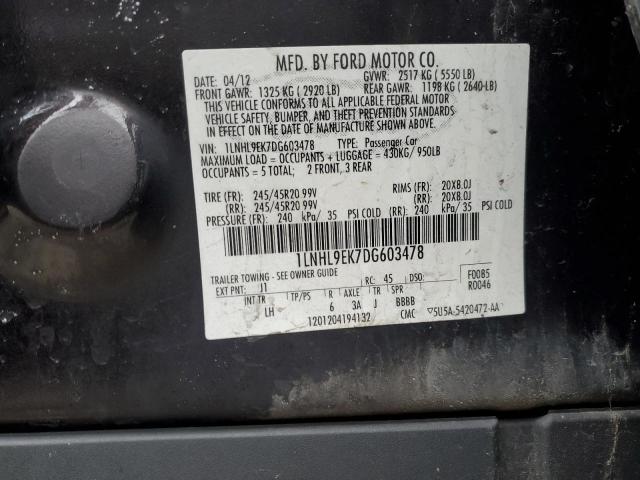 MFD. BY FORD MOTOR CO.
DATE: 04/12 GVWR: 2517 KG ( 5550 LB)
FRONT GAWR: 1325 KG ( 2920 LB) REAR GAWR: 1198 KG ( 2640 LB)
THIS VEHICLE CONFORMS TO ALL APPLICABLE FEDERAL MOTOR
VEHICLE SAFETY, BUMPER, AND THEFT PREVENTION STANDARDS
IN EFFECT ON THE DATE OF MANUFACTURE SHOWN ABOVE.
VIN: 1LNHL9EK7DG603478 TYPE: Passenger Car
MAXIMUM LOAD = OCCUPANTS + LUGGAGE = 430KG/ 950LB
OCCUPANTS = 5 TOTAL; 2 FRONT, 3 REAR
TIRE (FR): 245/45R20 99V RIMS (FR): 20X8.0J
(RR): 245/45R20 99V (RR): 20X8.0J
PRESSURE (FR): 240 kPa/ 35 PSI COLD (RR): 240 kPa/ 35 PSI COLD
1LNHL9EK7DG603478
TRAILER TOWING - SEE OWNER GUIDE
EXT PNT: J1 RC: 45 DSO: F0085
R0046
INT TR TP/PS R AXLE TR SPR
LH 6 3A J BBBB
1201204194132 CMC ▽5U5A-5420472-AA